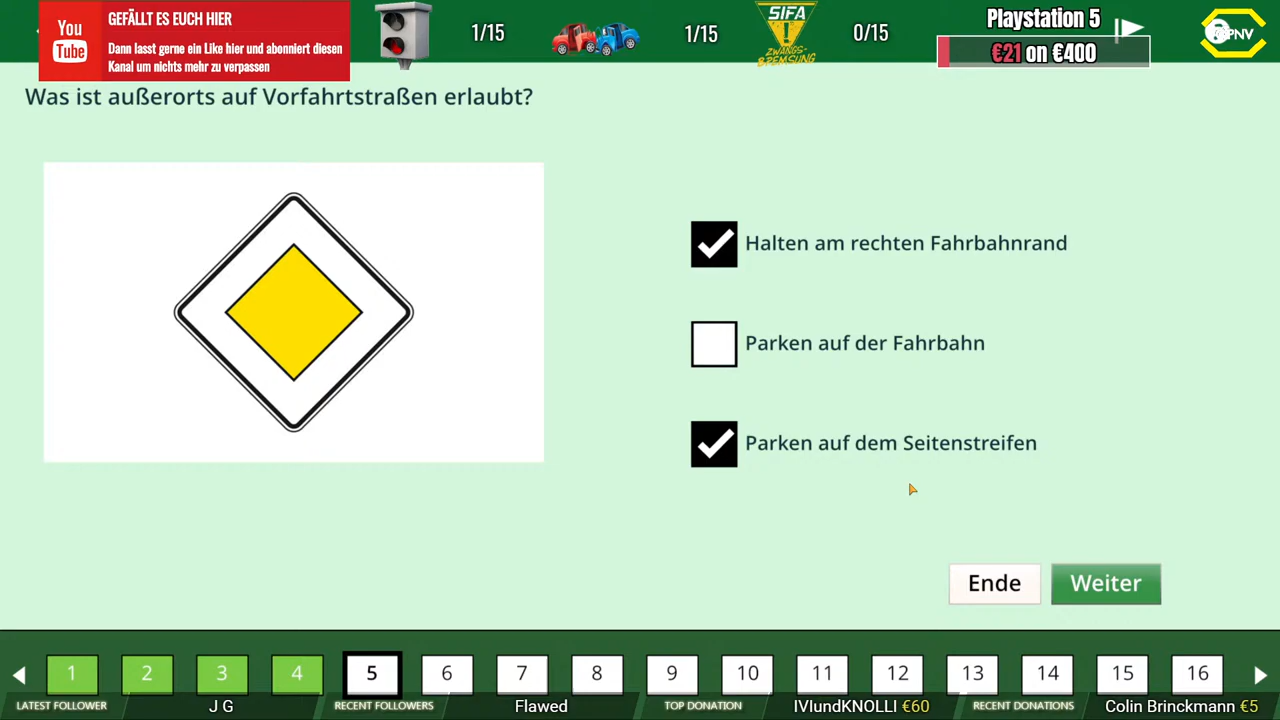 You
Tube
GEFÄLLT ES EUCH HIER
Dann lasst gerne ein Like hier und abonniert diesen
Kanal um nichts mehr zu verpassen
1/15
1/15
SIFA
ZWANGS-
BREMSUNG
0/15
Playstation 5
€21 on €400
ÖPNV
Was ist außerorts auf Vorfahrtstraßen erlaubt?
Halten am rechten Fahrbahnrand
Parken auf der Fahrbahn
Parken auf dem Seitenstreifen
Ende
Weiter
1 2 3 4 5 6 7 8 9 10 11 12 13 14 15 16
LATEST FOLLOWER J G RECENT FOLLOWERS Flawed TOP DONATION IVIundKNOLLI €60 RECENT DONATIONS Colin Brinckmann €5